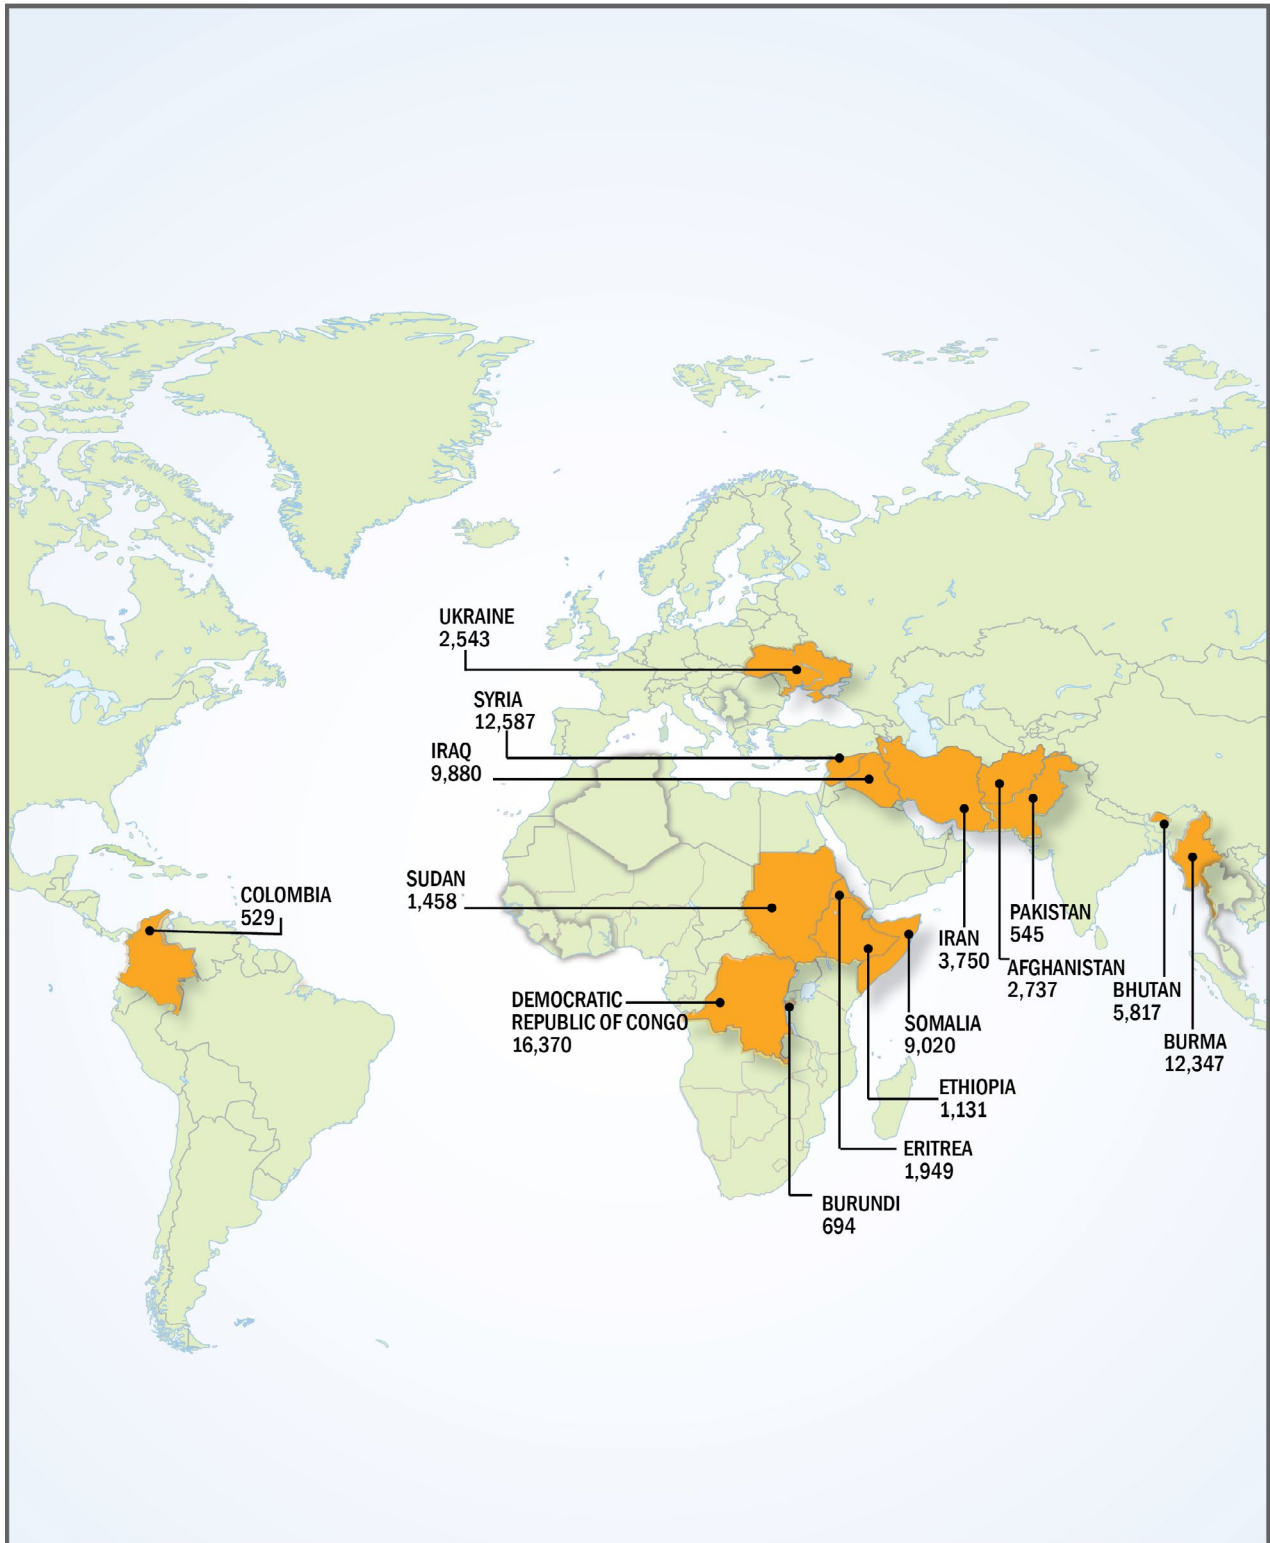 UKRAINE
2,543
SYRIA
12,587
IRAQ
9,880
SUDAN
1,458
COLOMBIA
529
DEMOCRATIC
REPUBLIC OF CONGO
16,370
PAKISTAN
545
IRAN
3,750
AFGHANISTAN
2,737
BHUTAN
5,817
SOMALIA
9,020
BURMA
12,347
ETHIOPIA
1,131
ERITREA
1,949
BURUNDI
694